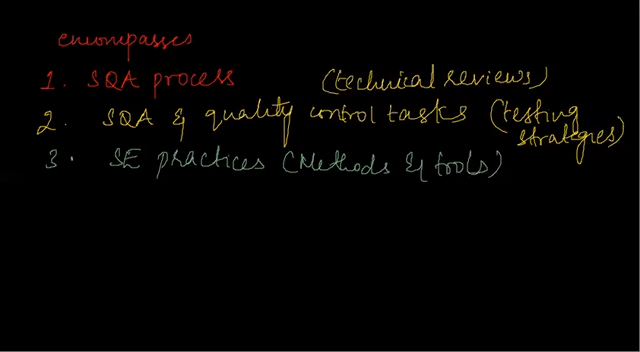 encompasses
1. SQA process (technical reviews)
2. SQA & quality control tasks (testing strategies)
3. SE practices (Methods & tools)